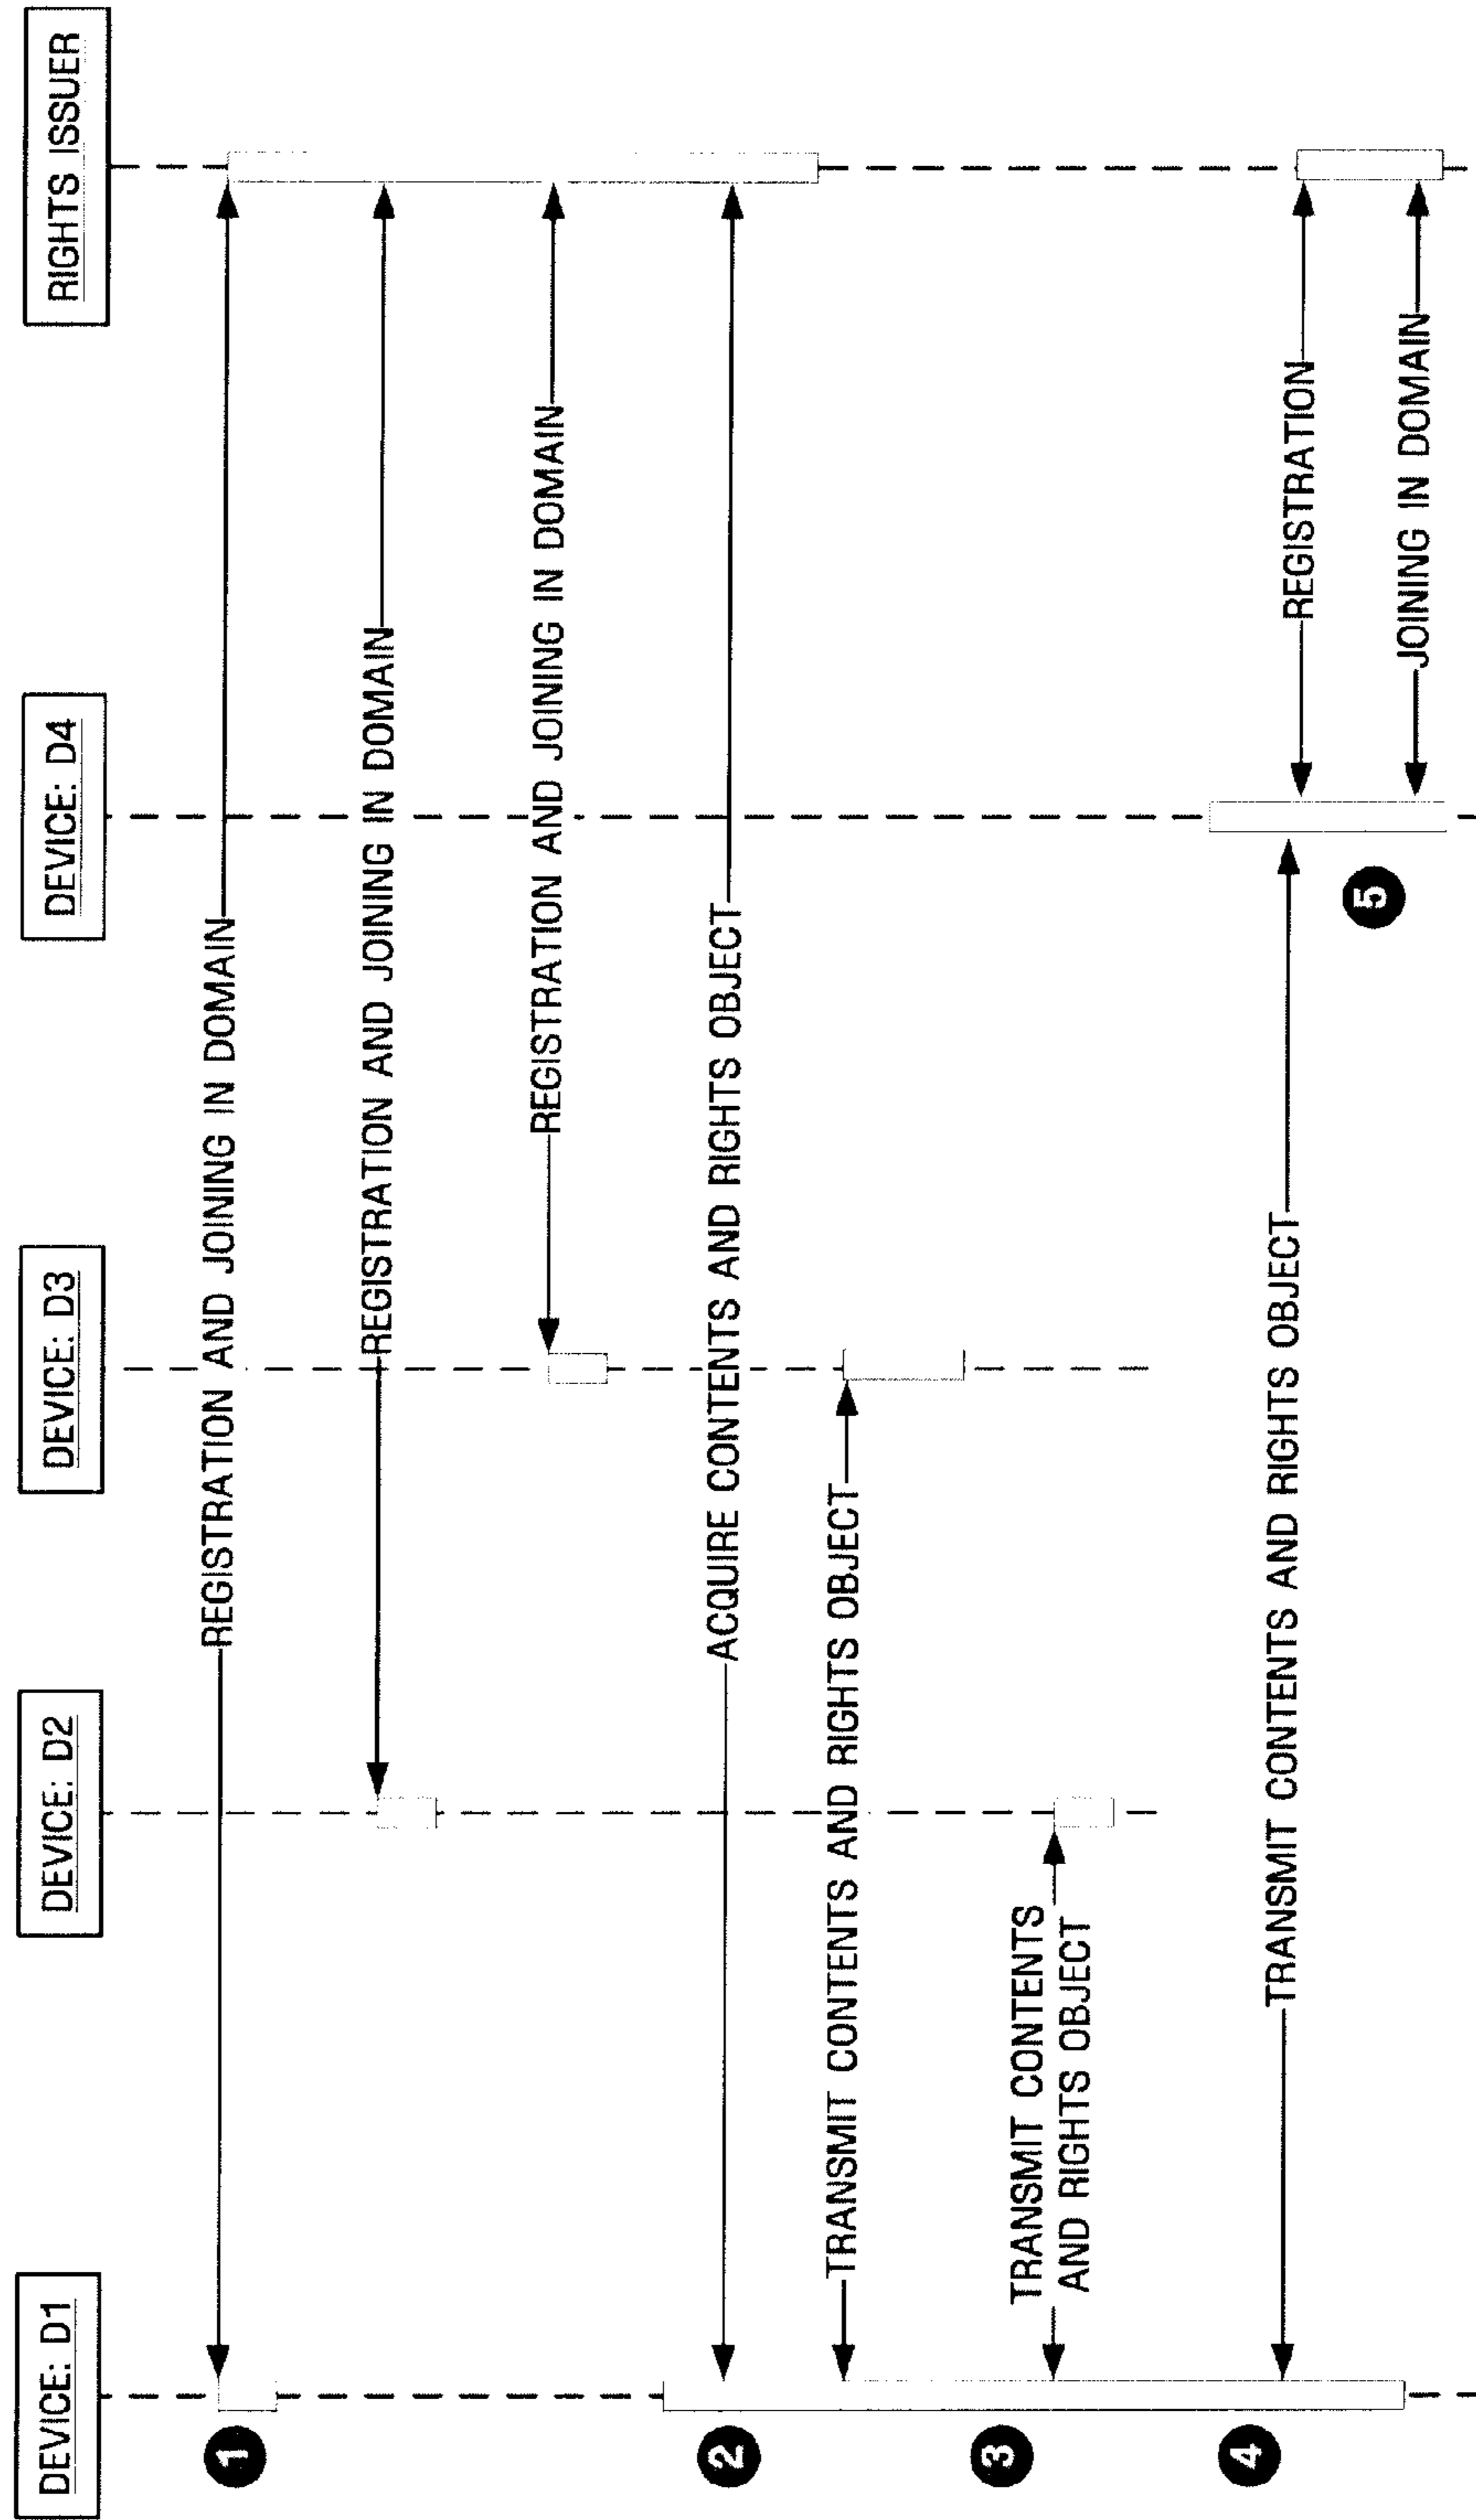 DEVICE: D1
DEVICE: D2
DEVICE: D3
DEVICE: D4
RIGHTS ISSUER
1
REGISTRATION AND JOINING IN DOMAIN
REGISTRATION AND JOINING IN DOMAIN
REGISTRATION AND JOINING IN DOMAIN
2
ACQUIRE CONTENTS AND RIGHTS OBJECT
TRANSMIT CONTENTS AND RIGHTS OBJECT
3
TRANSMIT CONTENTS
AND RIGHTS OBJECT
4
TRANSMIT CONTENTS AND RIGHTS OBJECT
REGISTRATION
5
JOINING IN DOMAIN